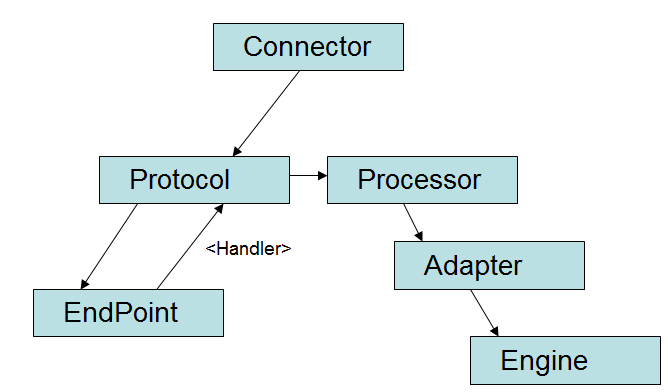 Connector
Protocol
Processor
<Handler>
Adapter
EndPoint
Engine